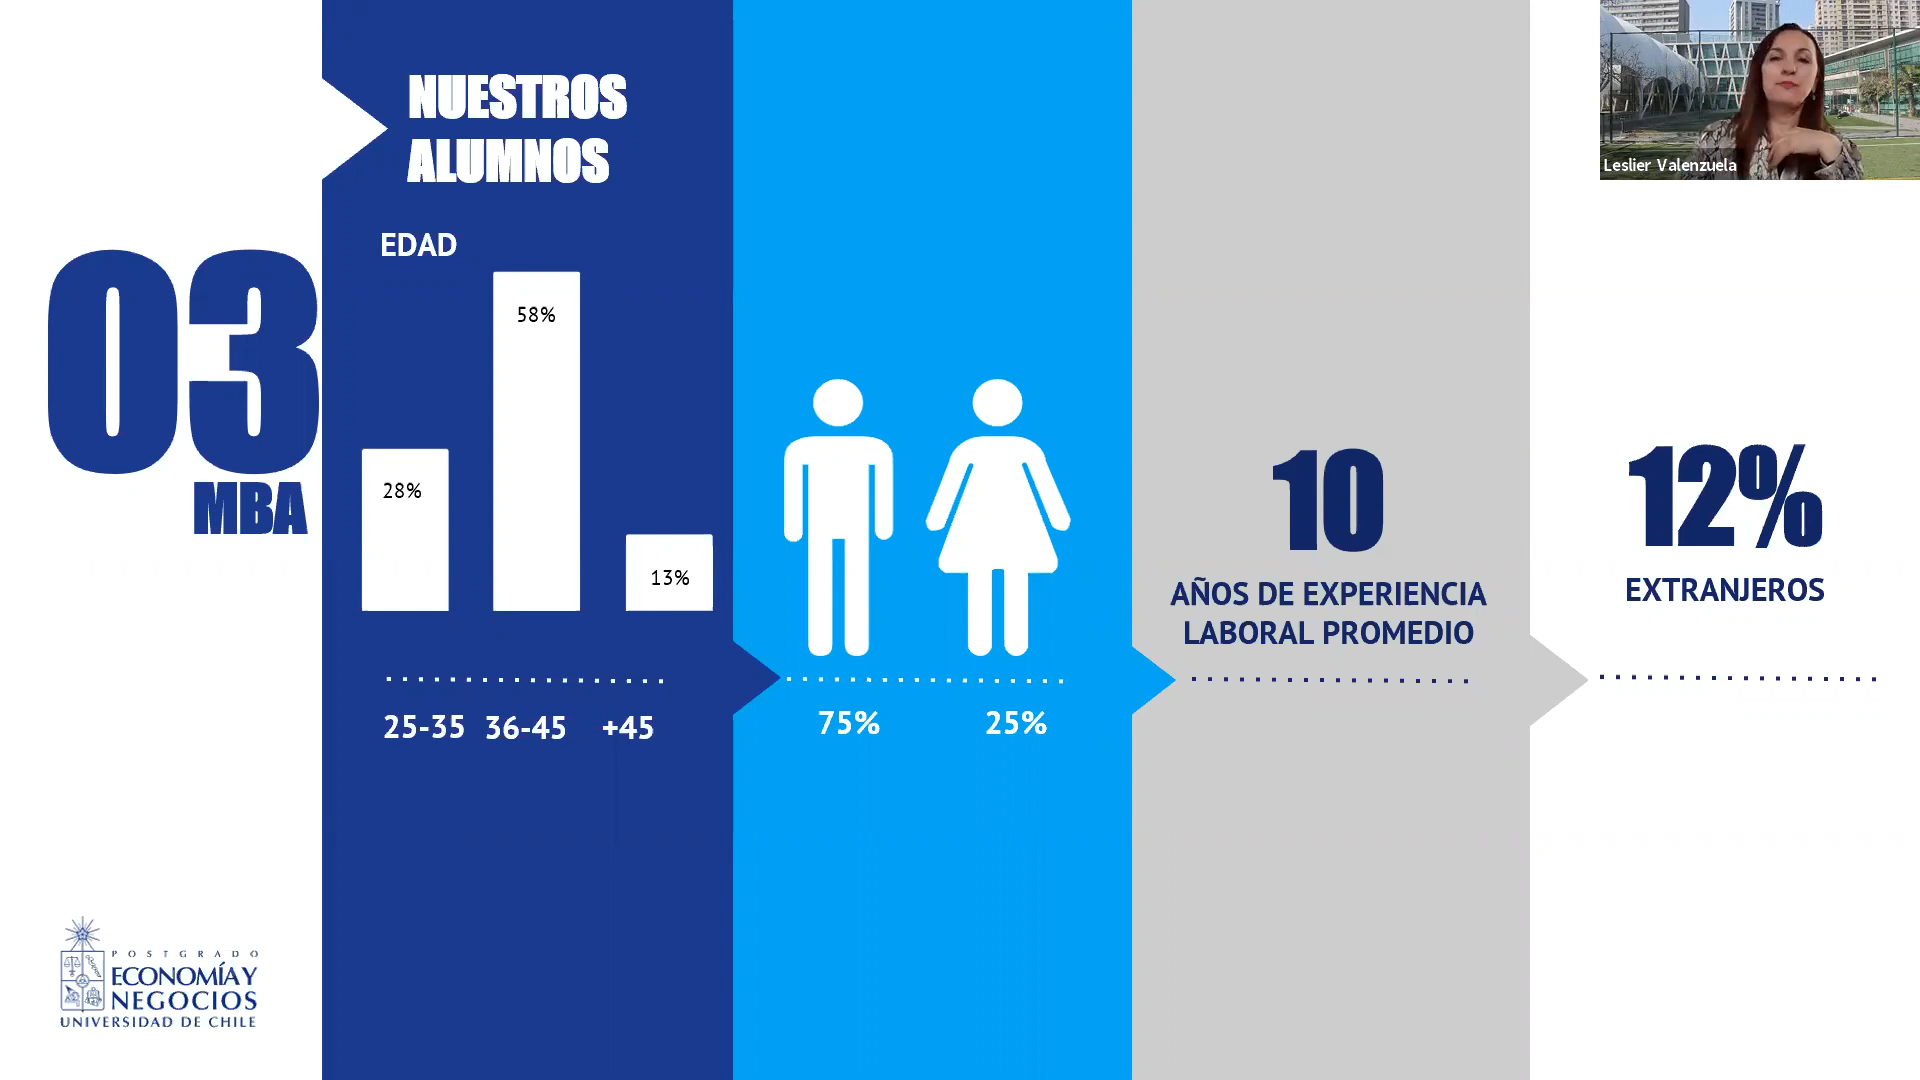 03
MBA
NUESTROS
ALUMNOS
EDAD
28%
58%
13%
25-35 36-45 +45
75% 25%
10
AÑOS DE EXPERIENCIA
LABORAL PROMEDIO
12%
EXTRANJEROS
Leslier Valenzuela
POSTGRADO
ECONOMÍA Y
NEGOCIOS
UNIVERSIDAD DE CHILE